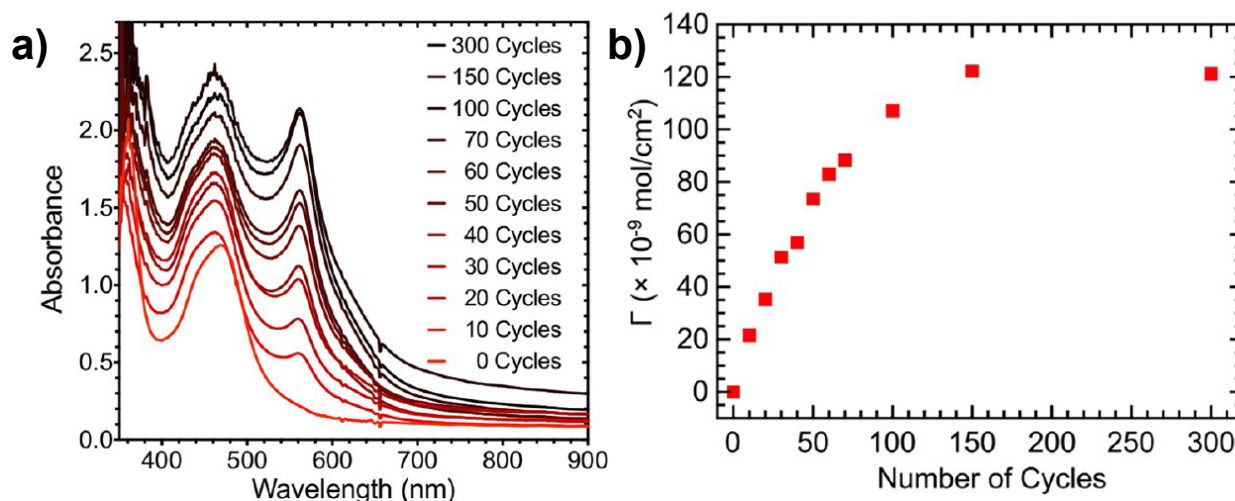 a)
2.5
2.0
1.5
1.0
0.5
0.0
Absorbance
300 Cycles
150 Cycles
100 Cycles
70 Cycles
60 Cycles
50 Cycles
40 Cycles
30 Cycles
20 Cycles
10 Cycles
0 Cycles
400 500 600 700 800 900
Wavelength (nm)
b)
140
120
100
80
60
40
20
0
Γ (× 10⁻⁹ mol/cm²)
0 50 100 150 200 250 300
Number of Cycles